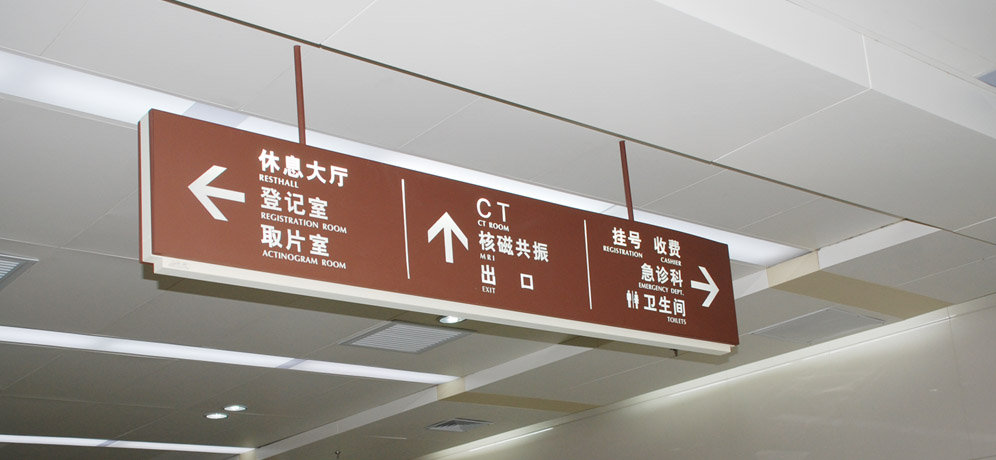 休息大厅
RESTHALL
登记室
REGISTRATION ROOM
取片室
ACTINOGRAM ROOM
CT
CT ROOM
核磁共振
MRI
出 口
EXIT
挂号 收费
REGISTRATION CASHIER
急诊科
EMERGENCY DEPT.
卫生间
TOILETS